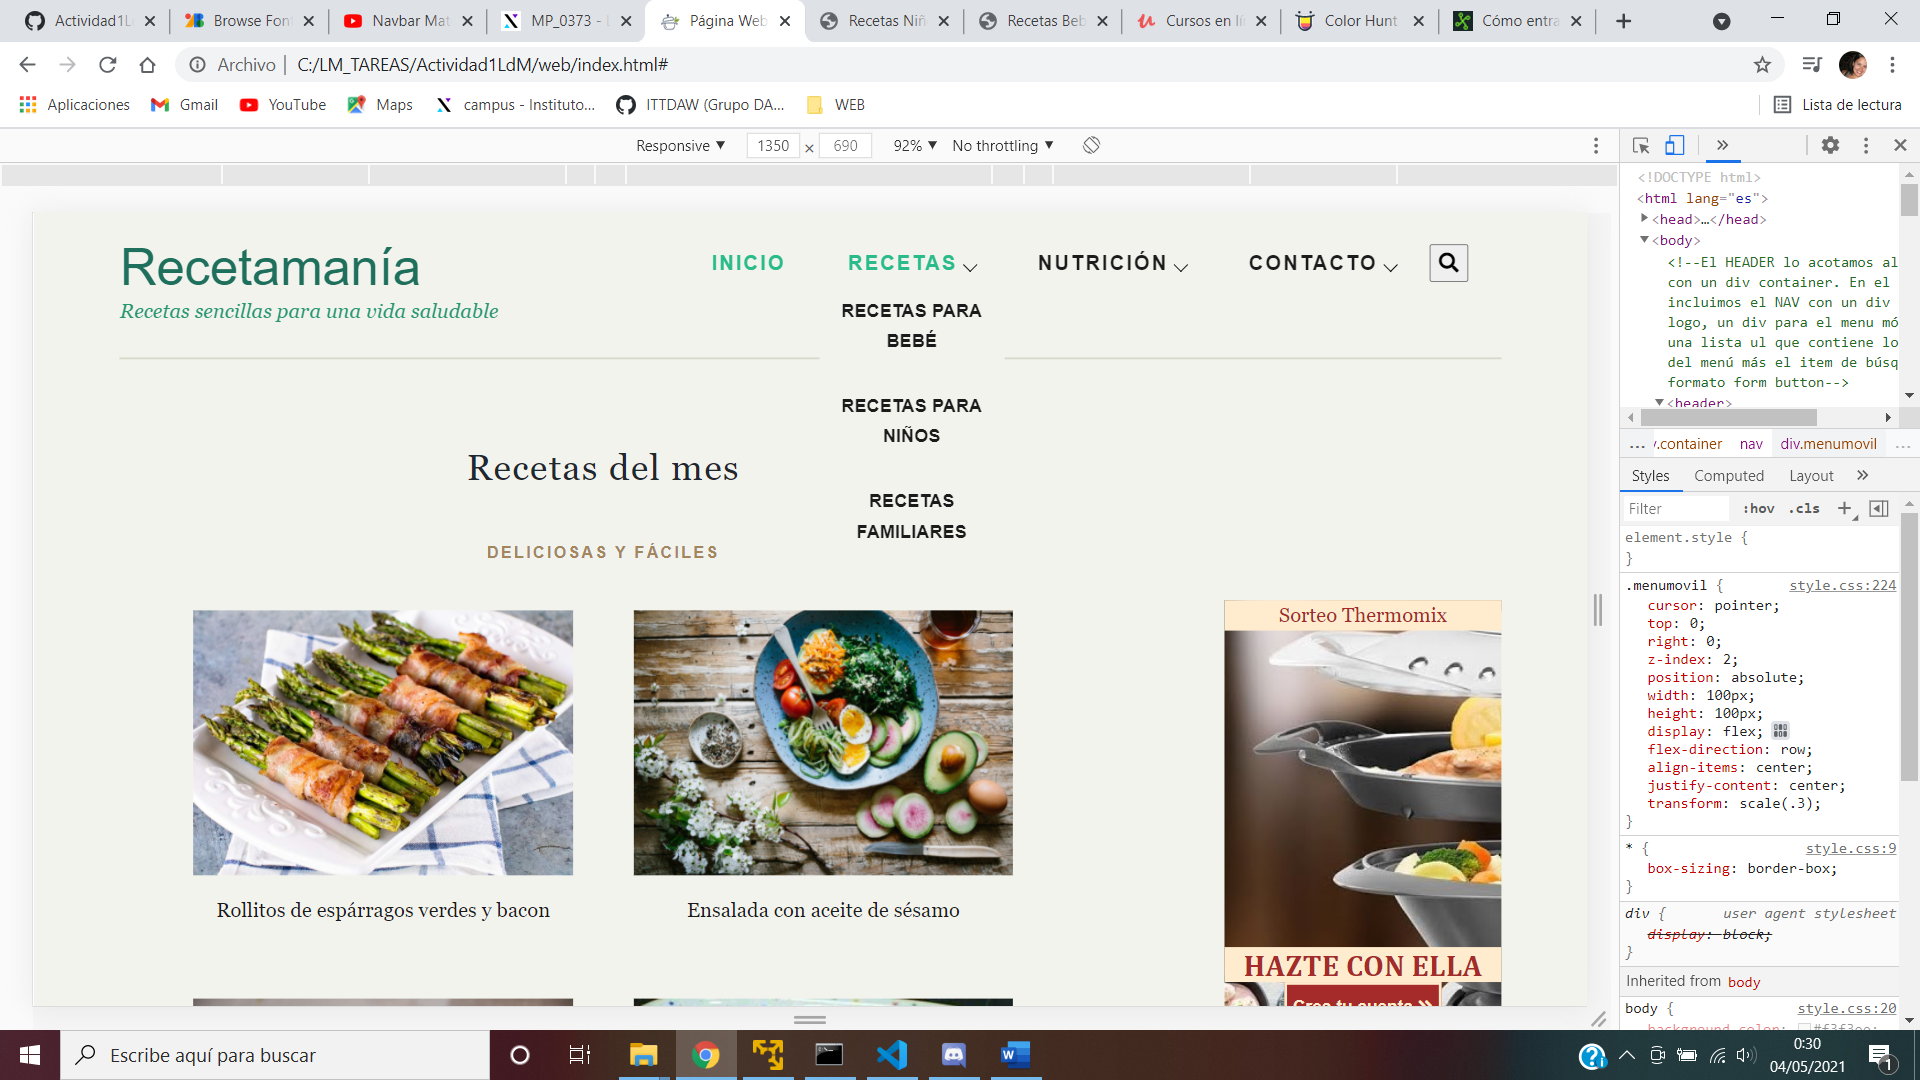 Actividad1L
Browse Font
Navbar Mat
MP_0373 - L
Página Web
Recetas Niñ
Recetas Beb
Cursos en lí
Color Hunt
Cómo entra
Archivo | C:/LM_TAREAS/Actividad1LdM/web/index.html#
Aplicaciones
Gmail
YouTube
Maps
campus - Instituto...
ITTDAW (Grupo DA...
WEB
Lista de lectura
Responsive ▼ 1350 × 690 92% ▼ No throttling ▼
Recetamanía
Recetas sencillas para una vida saludable
INICIO
RECETAS
NUTRICIÓN
CONTACTO
RECETAS PARA
BEBÉ
RECETAS PARA
NIÑOS
RECETAS
FAMILIARES
Recetas del mes
DELICIOSAS Y FÁCILES
Rollitos de espárragos verdes y bacon
Ensalada con aceite de sésamo
Sorteo Thermomix
HAZTE CON ELLA
Crea tu cuenta »
<!DOCTYPE html>
<html lang="es">
<head>…</head>
<body>
<!--El HEADER lo acotamos al
con un div container. En el
incluimos el NAV con un div
logo, un div para el menu mó
una lista ul que contiene lo
del menú más el item de búsq
formato form button-->
<header>
... v.container nav div.menumovil ...
Styles Computed Layout »
Filter :hov .cls +
element.style {
}
.menumovil { style.css:224
cursor: pointer;
top: 0;
right: 0;
z-index: 2;
position: absolute;
width: 100px;
height: 100px;
display: flex;
flex-direction: row;
align-items: center;
justify-content: center;
transform: scale(.3);
}
* { style.css:9
box-sizing: border-box;
}
div { user agent stylesheet
display: block;
}
Inherited from body
body { style.css:20
background-color: #f3f3ee;
Escribe aquí para buscar
0:30
04/05/2021
1